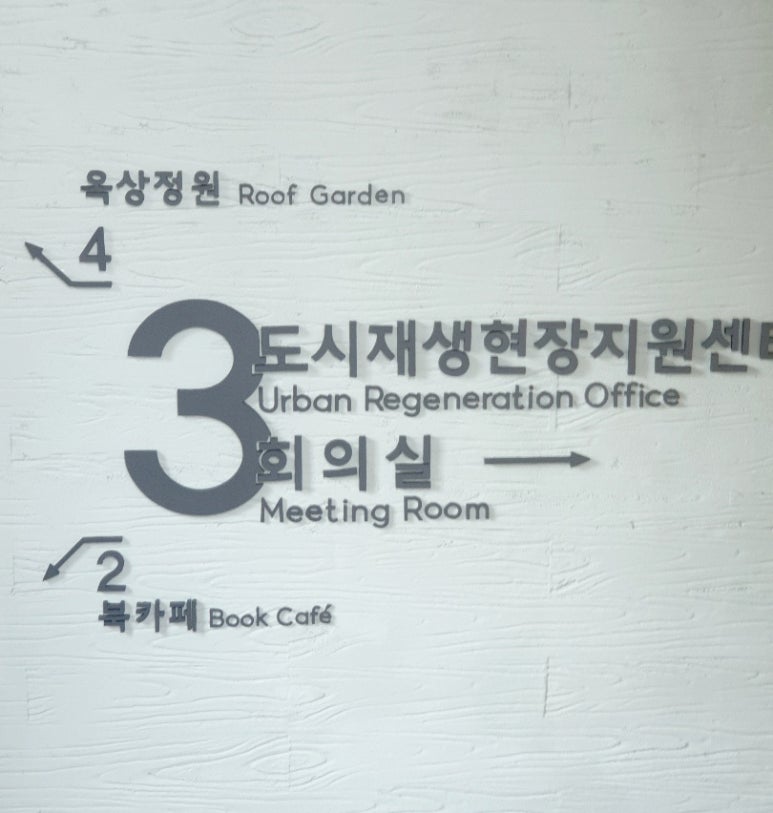 옥상정원 Roof Garden
4
3
도시재생현장지원센
Urban Regeneration Office
회의실
Meeting Room
2
북카페 Book Café